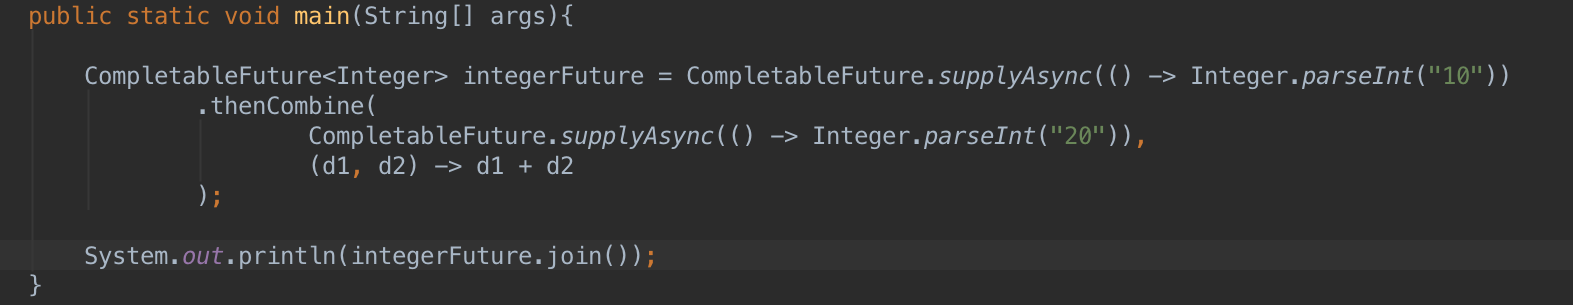 public static void main(String[] args){
CompletableFuture<Integer> integerFuture = CompletableFuture.supplyAsync(() -> Integer.parseInt("10"))
.thenCombine(
CompletableFuture.supplyAsync(() -> Integer.parseInt("20")),
(d1, d2) -> d1 + d2
);
System.out.println(integerFuture.join());
}